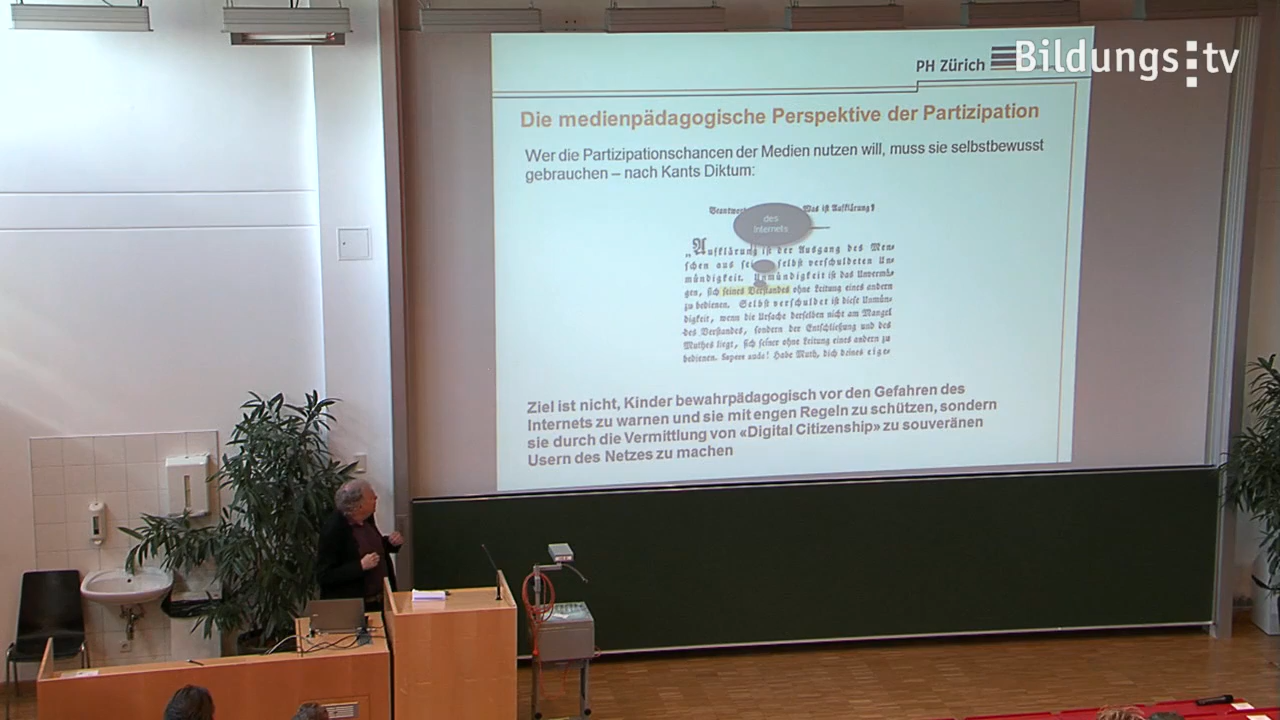 PH Zürich
Bildungs:tv
Die medienpädagogische Perspektive der Partizipation
Wer die Partizipationschancen der Medien nutzen will, muss sie selbstbewusst
gebrauchen – nach Kants Diktum:
Was ist Aufklärung?
des
Internets
„Aufklärung ist der Ausgang des Men-
schen aus selbst verschuldeten Un-
mündigkeit. Unmündigkeit ist das Unvermö-
gen, sich seines Verstandes ohne Leitung eines andern
zu bedienen. Selbst verschuldet ist diese Unmün-
digkeit, wenn die Ursache derselben nicht am Mangel
des Verstandes, sondern der Entschließung und des
Muthes liegt, sich seiner ohne Leitung eines andern zu
bedienen. Sapere aude! Habe Muth, dich deines eige-
Ziel ist nicht, Kinder bewahrpädagogisch vor den Gefahren des
Internets zu warnen und sie mit engen Regeln zu schützen, sondern
sie durch die Vermittlung von «Digital Citizenship» zu souveränen
Usern des Netzes zu machen